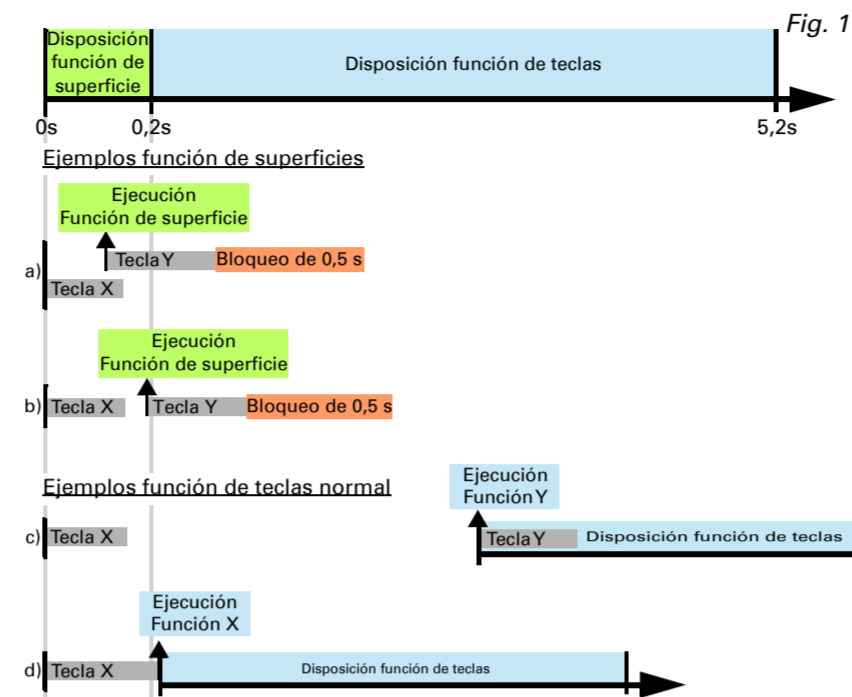 Fig. 1
Disposición
función de
superficie
Disposición función de teclas
0s
0,2s
5,2s
Ejemplos función de superficies
Ejecución
Función de superficie
a)
Tecla Y
Bloqueo de 0,5 s
Tecla X
Ejecución
Función de superficie
b)
Tecla X
Tecla Y
Bloqueo de 0,5 s
Ejemplos función de teclas normal
Ejecución
Función Y
c)
Tecla X
Tecla Y
Disposición función de teclas
Ejecución
Función X
d)
Tecla X
Disposición función de teclas